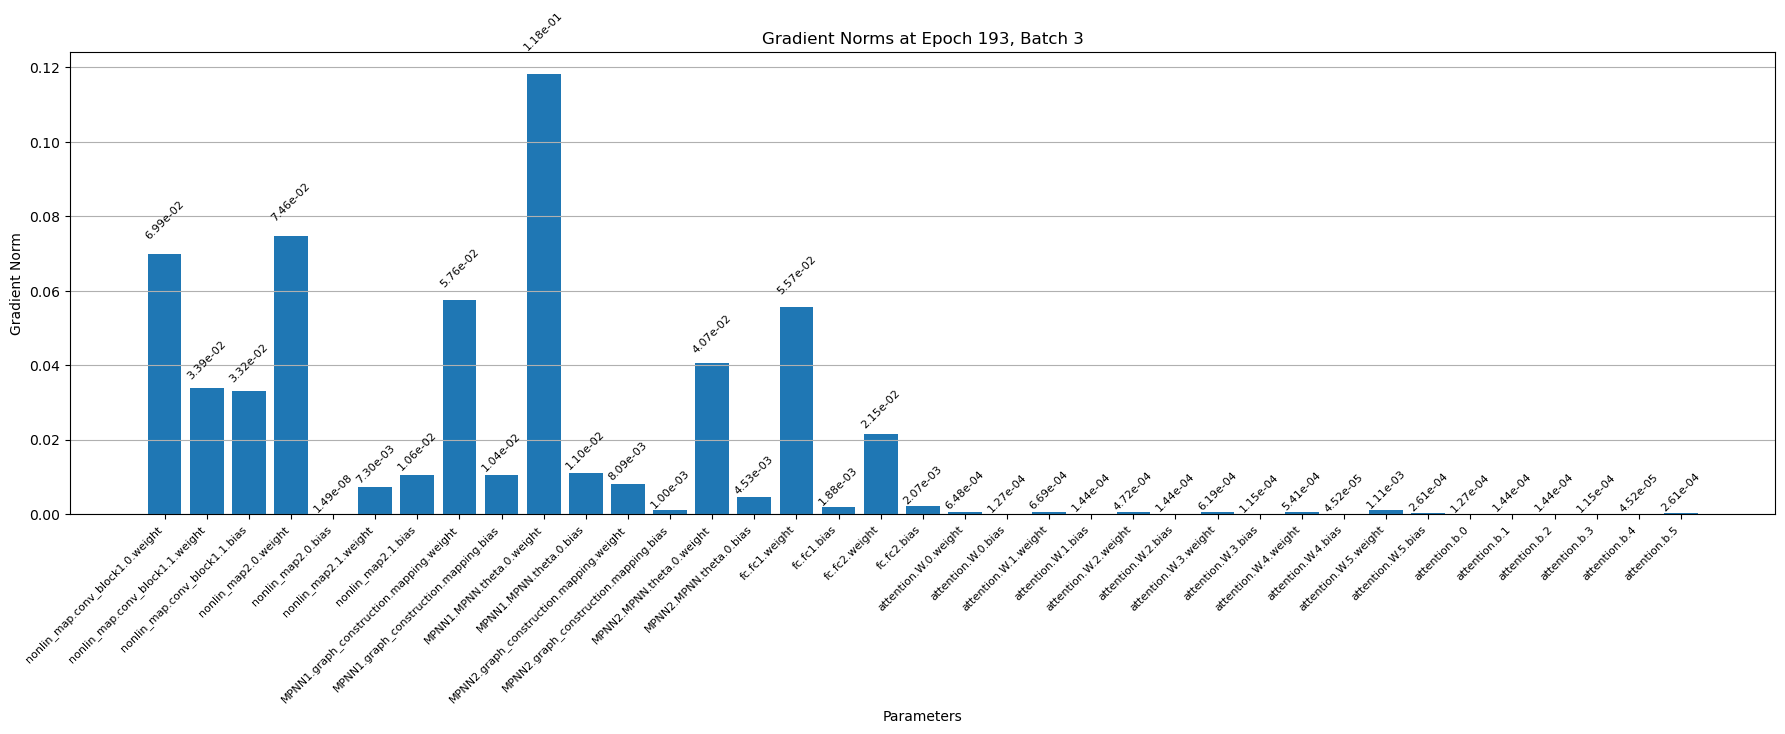 Gradient Norms at Epoch 193, Batch 3
Gradient Norm
0.12
0.10
0.08
0.06
0.04
0.02
0.00
6.99e-02
3.39e-02
3.32e-02
7.46e-02
1.49e-08
7.30e-03
1.06e-02
5.76e-02
1.04e-02
1.18e-01
1.10e-02
8.09e-03
1.00e-03
4.07e-02
4.53e-03
5.57e-02
1.88e-03
2.15e-02
2.07e-03
6.48e-04
1.27e-04
6.69e-04
1.44e-04
4.72e-04
1.44e-04
6.19e-04
1.15e-04
5.41e-04
4.52e-05
1.11e-03
2.61e-04
1.27e-04
1.44e-04
1.44e-04
1.15e-04
4.52e-05
2.61e-04
nonlin_map.conv_block1.0.weight
nonlin_map.conv_block1.1.weight
nonlin_map.conv_block1.1.bias
nonlin_map2.0.weight
nonlin_map2.0.bias
nonlin_map2.1.weight
nonlin_map2.1.bias
MPNN1.graph_construction.mapping.weight
MPNN1.graph_construction.mapping.bias
MPNN1.MPNN.theta.0.weight
MPNN1.MPNN.theta.0.bias
MPNN2.graph_construction.mapping.weight
MPNN2.graph_construction.mapping.bias
MPNN2.MPNN.theta.0.weight
MPNN2.MPNN.theta.0.bias
fc.fc1.weight
fc.fc1.bias
fc.fc2.weight
fc.fc2.bias
attention.W.0.weight
attention.W.0.bias
attention.W.1.weight
attention.W.1.bias
attention.W.2.weight
attention.W.2.bias
attention.W.3.weight
attention.W.3.bias
attention.W.4.weight
attention.W.4.bias
attention.W.5.weight
attention.W.5.bias
attention.b.0
attention.b.1
attention.b.2
attention.b.3
attention.b.4
attention.b.5
Parameters